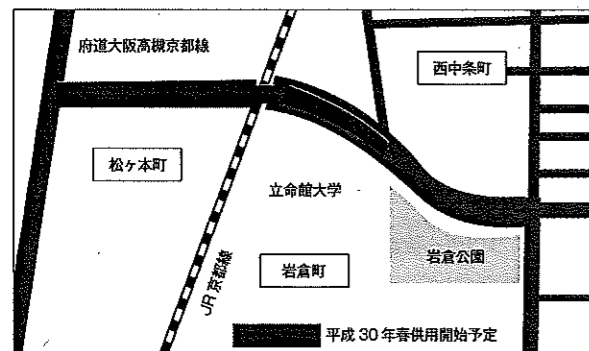 府道大阪高槻京都線
西中条町
松ヶ本町
立命館大学
岩倉公園
岩倉町
JR京都線
平成30年春供用開始予定